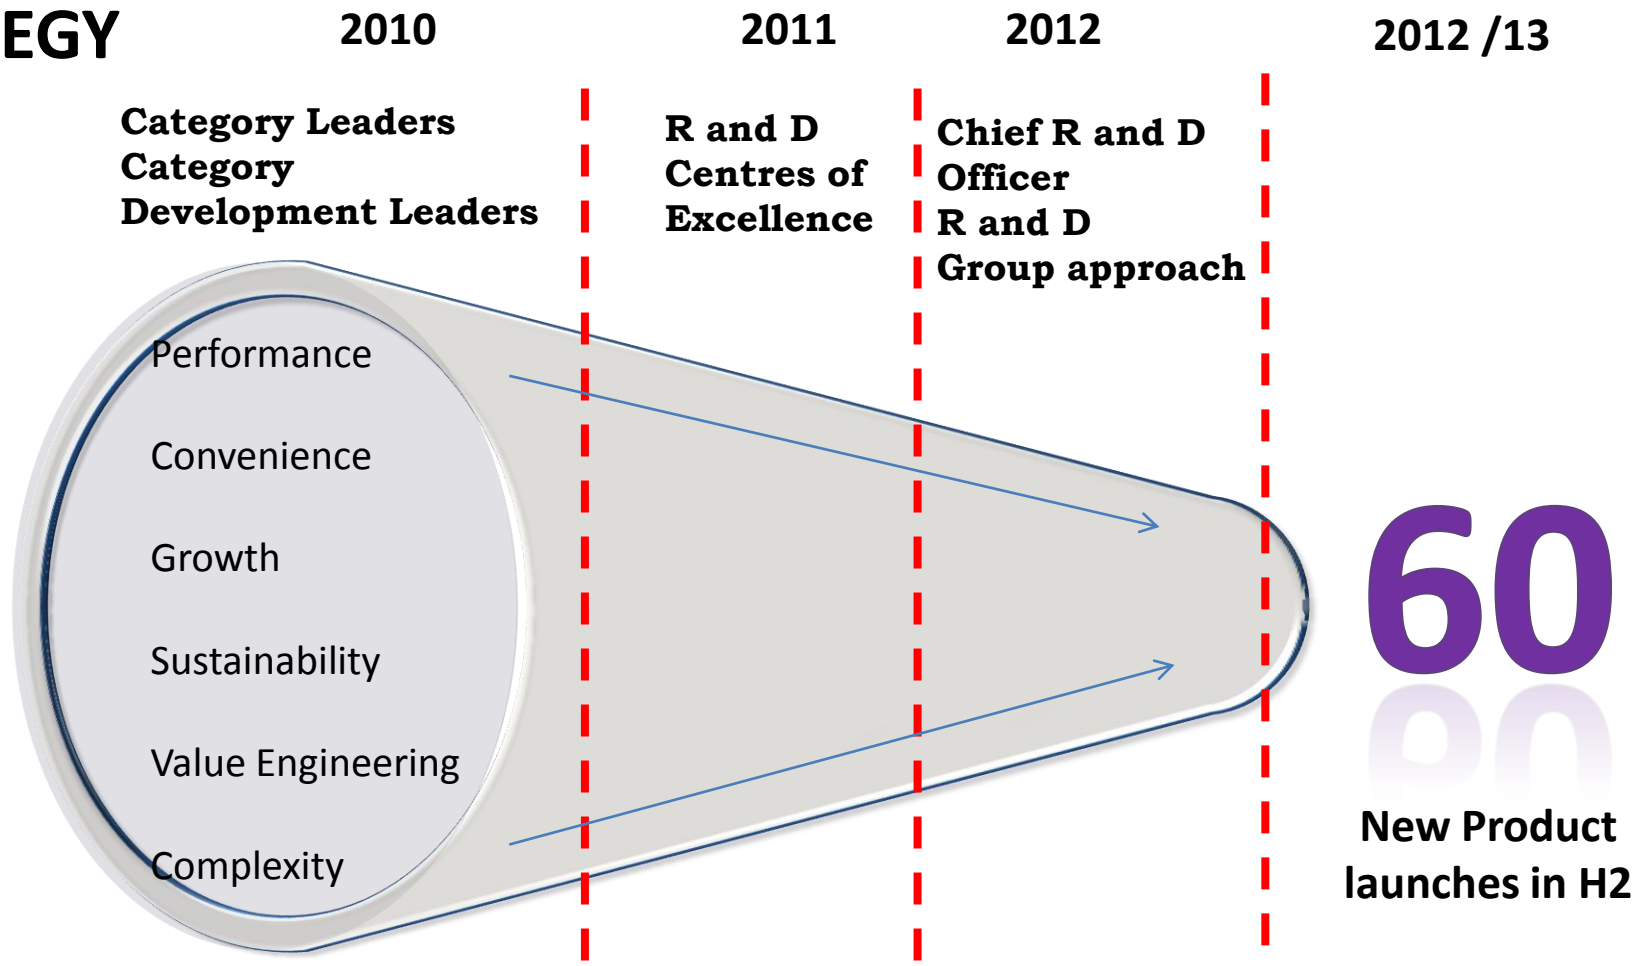 EGY
2010
2011
2012
2012 /13
Category Leaders
Category
Development Leaders
R and D
Centres of
Excellence
Chief R and D
Officer
R and D
Group approach
Performance
Convenience
Growth
Sustainability
Value Engineering
Complexity
60
New Product
launches in H2